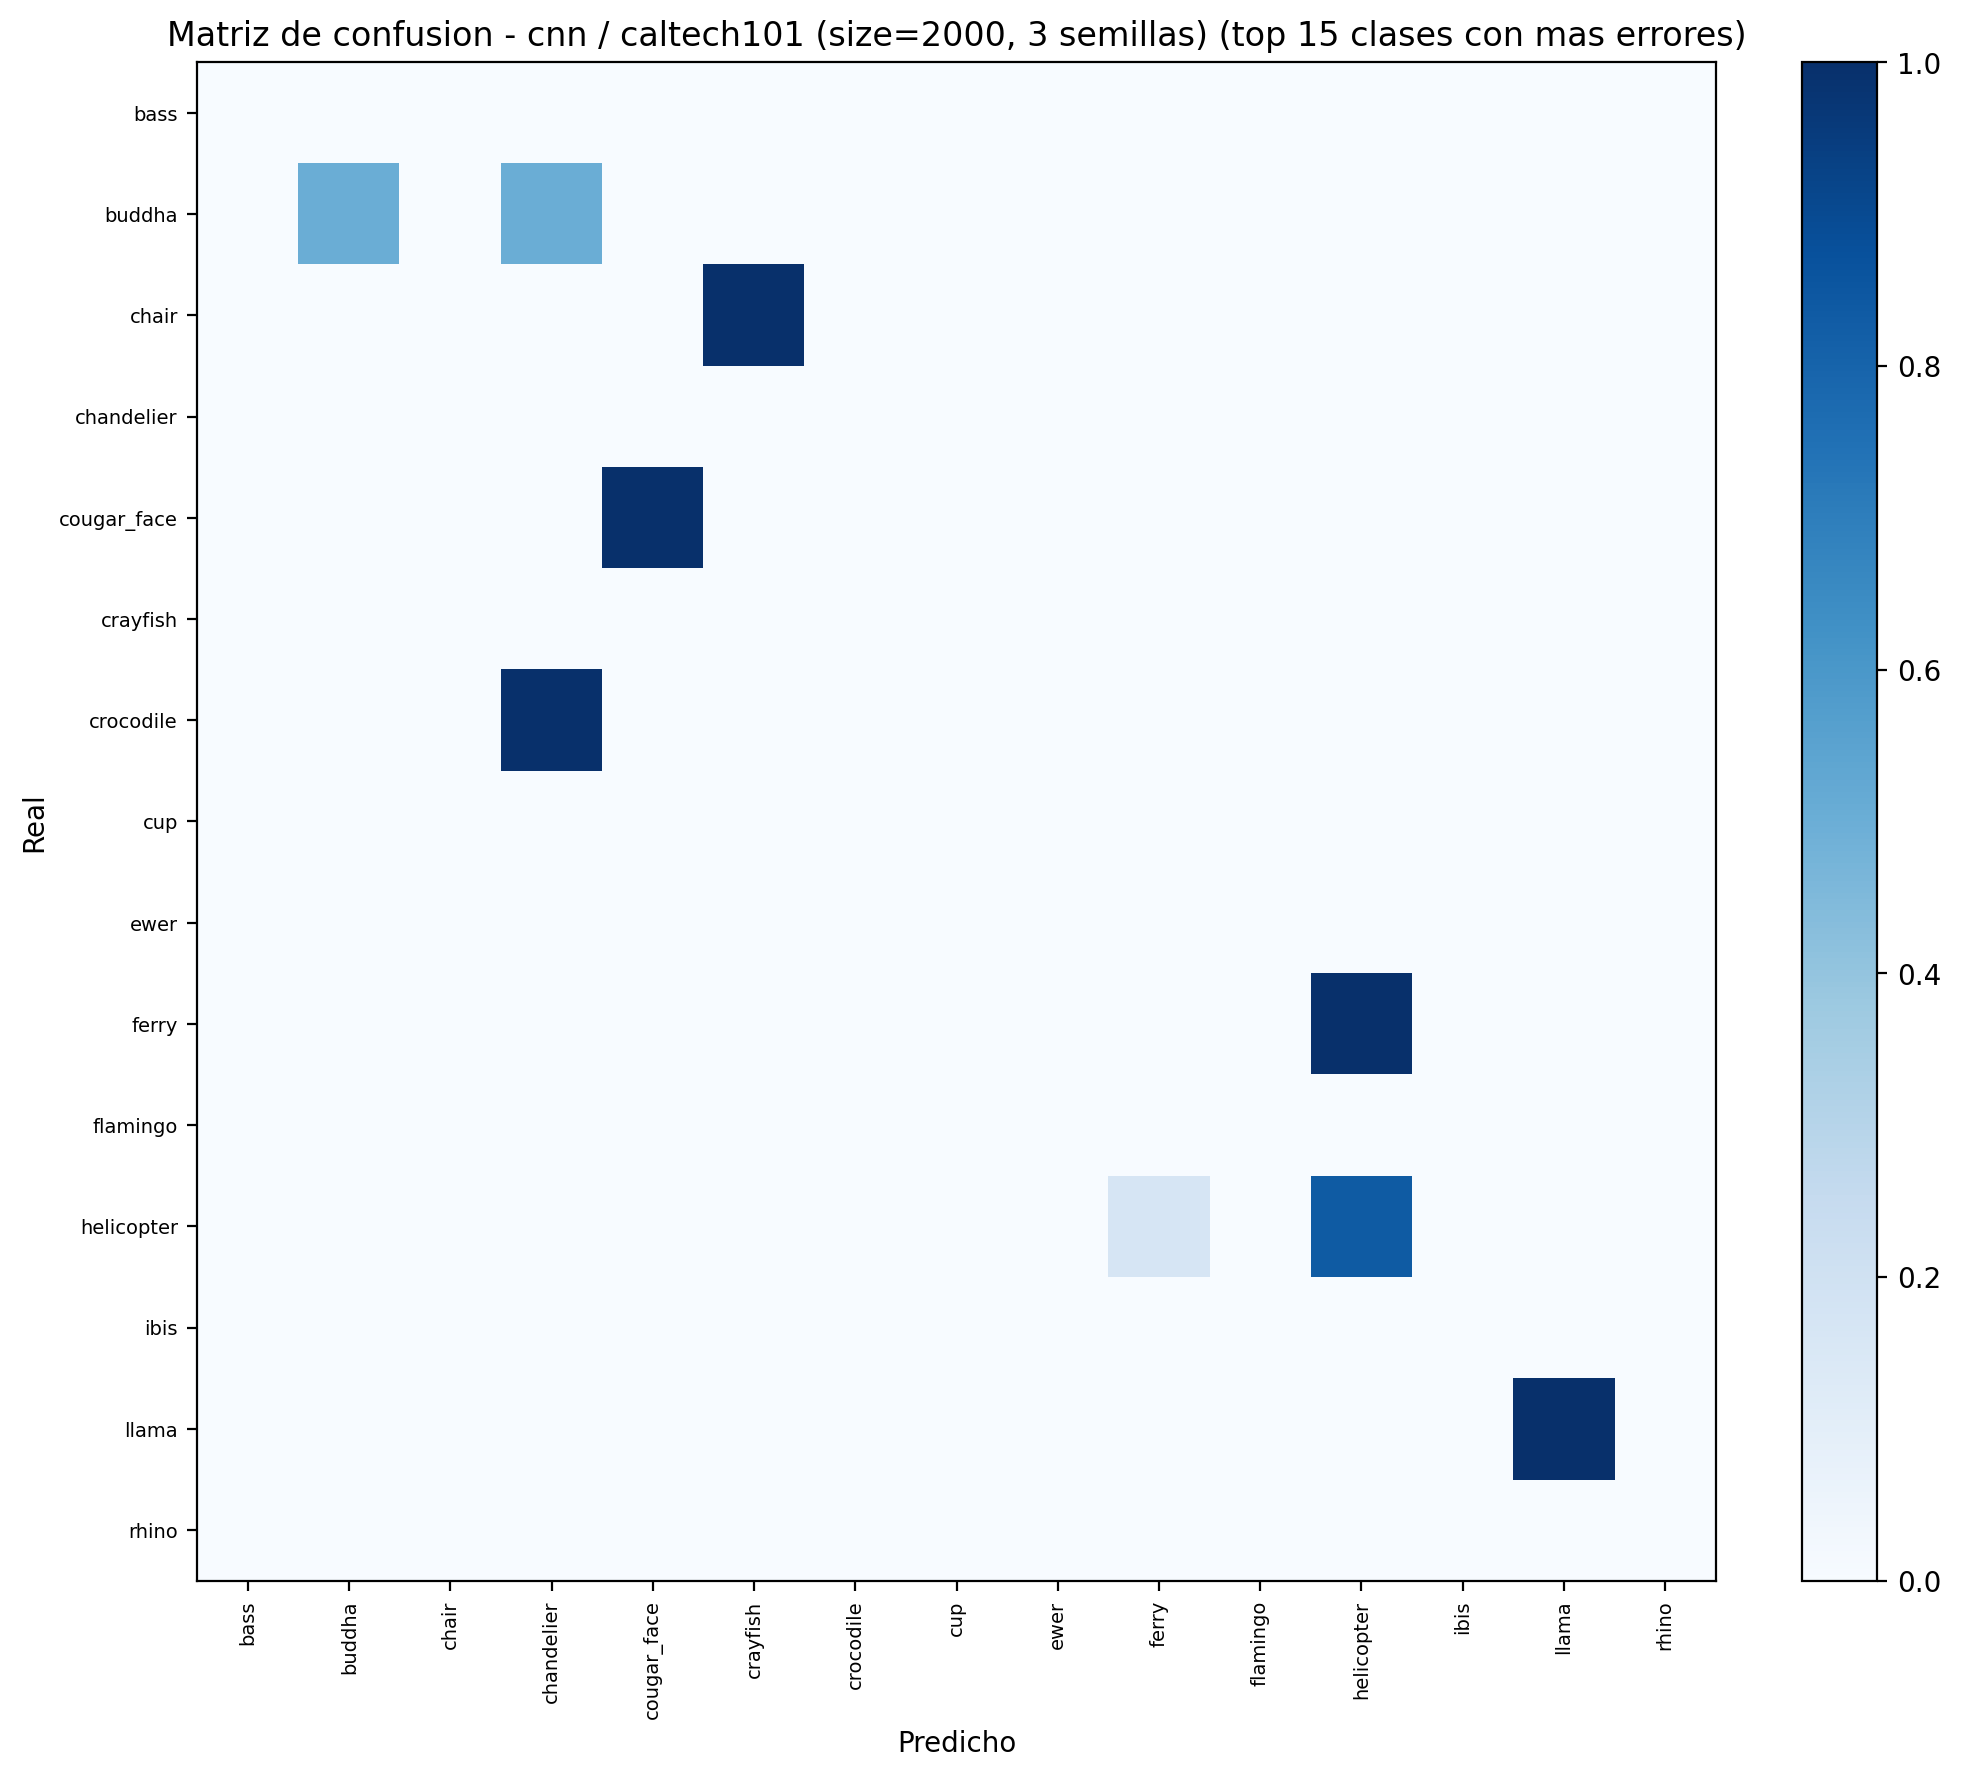 Matriz de confusion - cnn / caltech101 (size=2000, 3 semillas) (top 15 clases con mas errores)
Real
bass
buddha
chair
chandelier
cougar_face
crayfish
crocodile
cup
ewer
ferry
flamingo
helicopter
ibis
llama
rhino
bass
buddha
chair
chandelier
cougar_face
crayfish
crocodile
cup
ewer
ferry
flamingo
helicopter
ibis
llama
rhino
Predicho
1.0
0.8
0.6
0.4
0.2
0.0